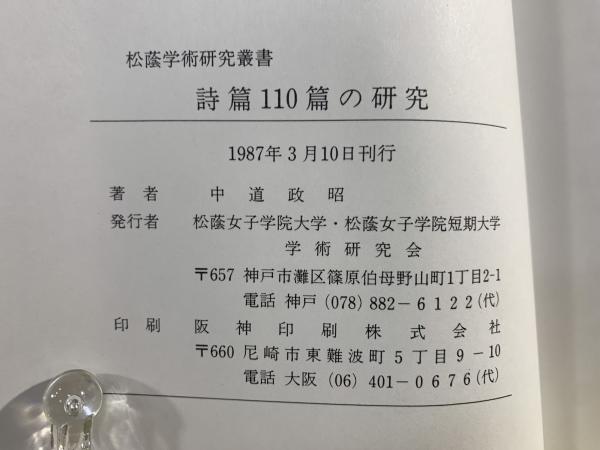 松蔭学術研究叢書
詩篇110篇の研究
1987年3月10日刊行
著者 中道政昭
発行者 松蔭女子学院大学・松蔭女子学院短期大学
学術研究会
〒657 神戸市灘区篠原伯母野山町1丁目2-1
電話 神戸(078)882-6122(代)
印刷 阪神印刷株式会社
〒660 尼崎市東難波町5丁目9-10
電話 大阪(06)401-0676(代)